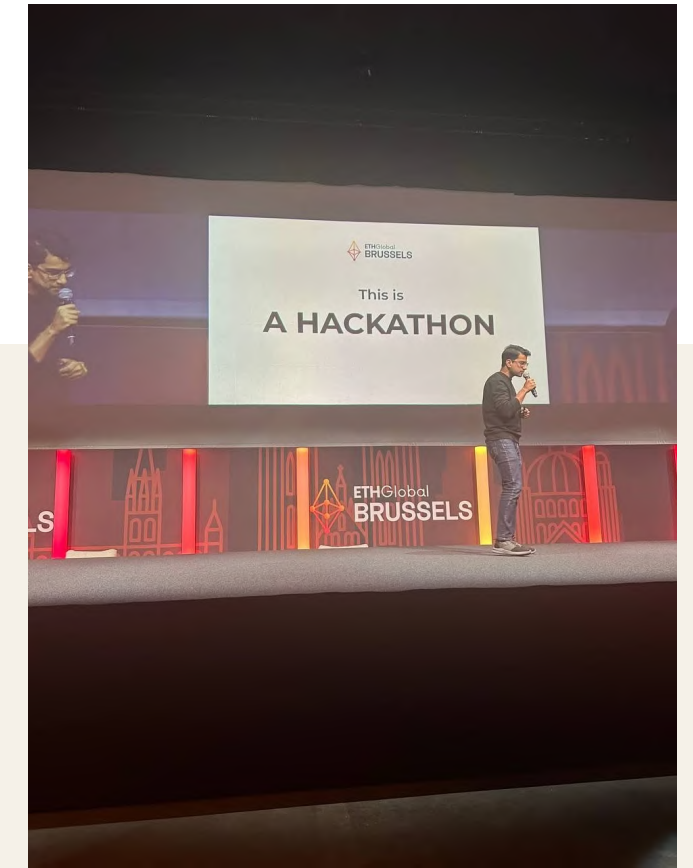 ETHGlobal
BRUSSELS
This is
A HACKATHON
LS
ETHGlobal
BRUSSELS